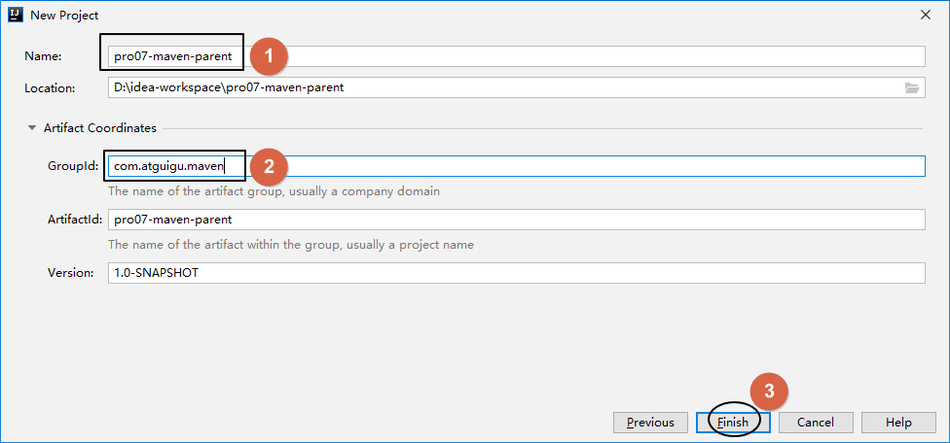 New Project
Name: pro07-maven-parent 1
Location: D:\idea-workspace\pro07-maven-parent
Artifact Coordinates
GroupId: com.atguigu.maven 2
The name of the artifact group, usually a company domain
ArtifactId: pro07-maven-parent
The name of the artifact within the group, usually a project name
Version: 1.0-SNAPSHOT
3
Previous Finish Cancel Help